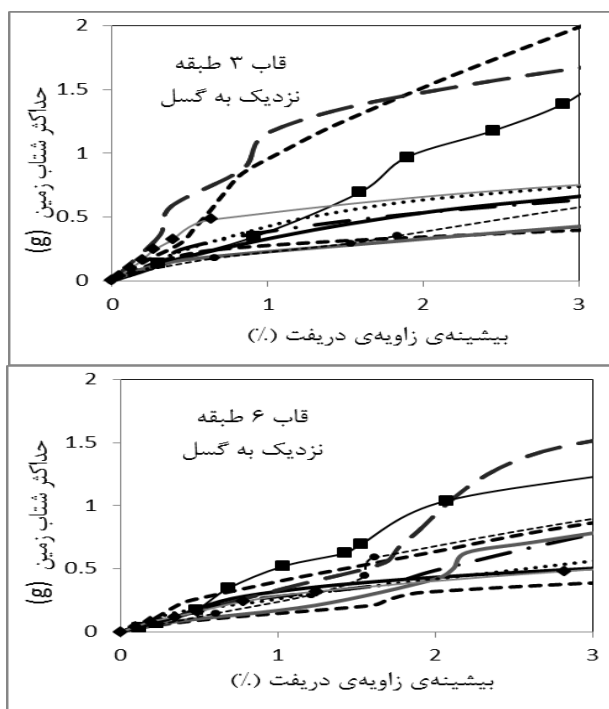 2
قاب ۳ طبقه
نزدیک به گسل
1.5
1
0.5
0
حداکثر شتاب زمین (g)
0
1
2
3
بیشینه‌ی زاویه‌ی دریفت (٪)
2
قاب ۶ طبقه
نزدیک به گسل
1.5
1
0.5
0
حداکثر شتاب زمین (g)
0
1
2
3
بیشینه‌ی زاویه‌ی دریفت (٪)